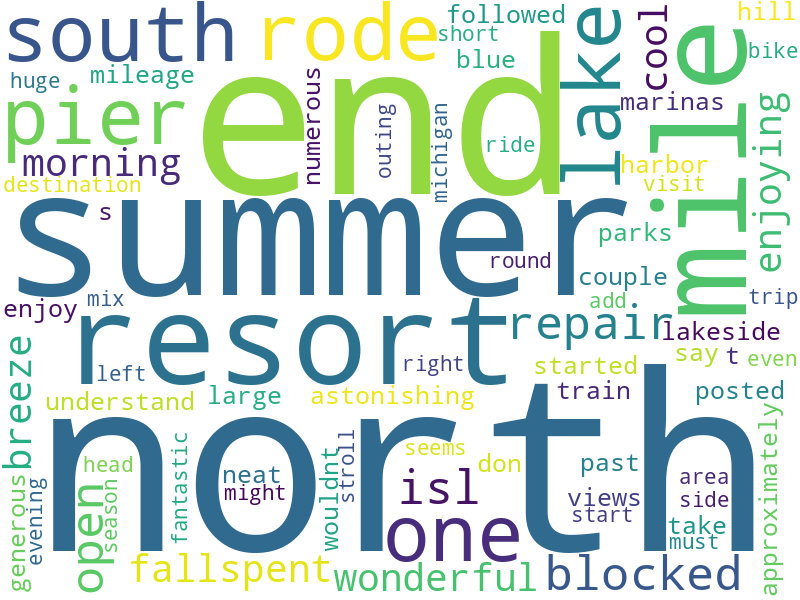 south
rode
followed
short
blue
lake
cool
mile
hill
bike
huge
mileage
pier
end
numerous
outing
michigan
ride
marinas
enjoying
morning
destination
harbor
visit
s
summer
round
parks
couple
add
trip
enjoy
mix
resort
repair
lakeside
say
t
even
breeze
left
right
started
train
posted
understand
large
astonishing
north
approximately
generous
evening
head
open
season
fantastic
neat
might
wouldnt
stroll
seems
don
past
area
isl
views
side
one
start
take
must
fallspent
wonderful
blocked